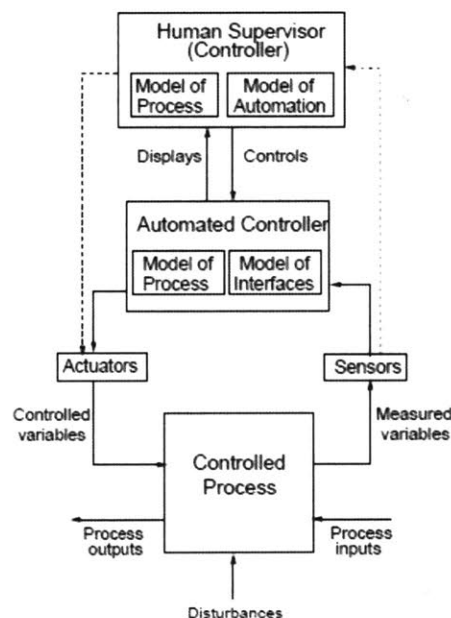 Human Supervisor
(Controller)
Model of
Process
Model of
Automation
Displays
Controls
Automated Controller
Model of
Process
Model of
Interfaces
Actuators
Sensors
Controlled
variables
Measured
variables
Controlled
Process
Process
outputs
Process
inputs
Disturbances